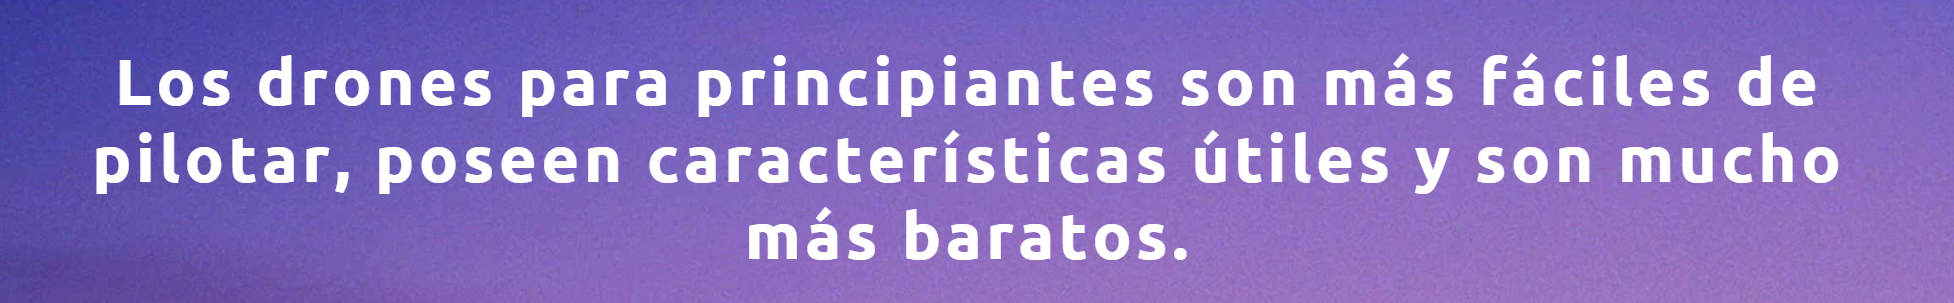 Los drones para principiantes son más fáciles de
pilotar, poseen características útiles y son mucho
más baratos.